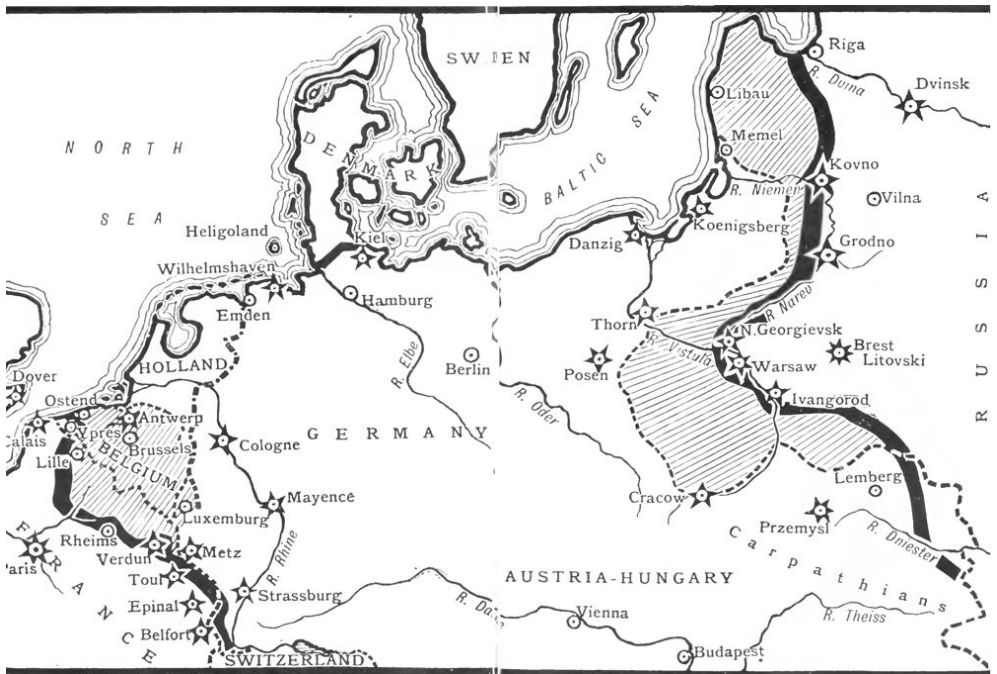 NORTH
SEA
SW EN
DENMARK
BALTIC
SEA
Riga
R. Dvina
Dvinsk
Libau
Memel
Kovno
R. Niemen
Vilna
Koenigsberg
Danzig
Grodno
RUSSIA
Heligoland
Kiel
Wilhelmshaven
Emden
Hamburg
R. Elbe
Berlin
Thorn
R. Vistula
R Narev
N.Georgievsk
Posen
Warsaw
Brest
Litovski
Ivangorod
HOLLAND
Dover
Ostend
Antwerp
Calais
Ypres
Brussels
BELGIUM
Lille
Cologne
GERMANY
R. Oder
Lemberg
Cracow
Przemysl
Mayence
Luxemburg
Rheims
Verdun
Metz
R. Rhine
FRANCE
Paris
Toul
Strassburg
Epinal
Belfort
SWITZERLAND
AUSTRIA-HUNGARY
Carpathians
R. Dniester
R. Theiss
Vienna
Budapest